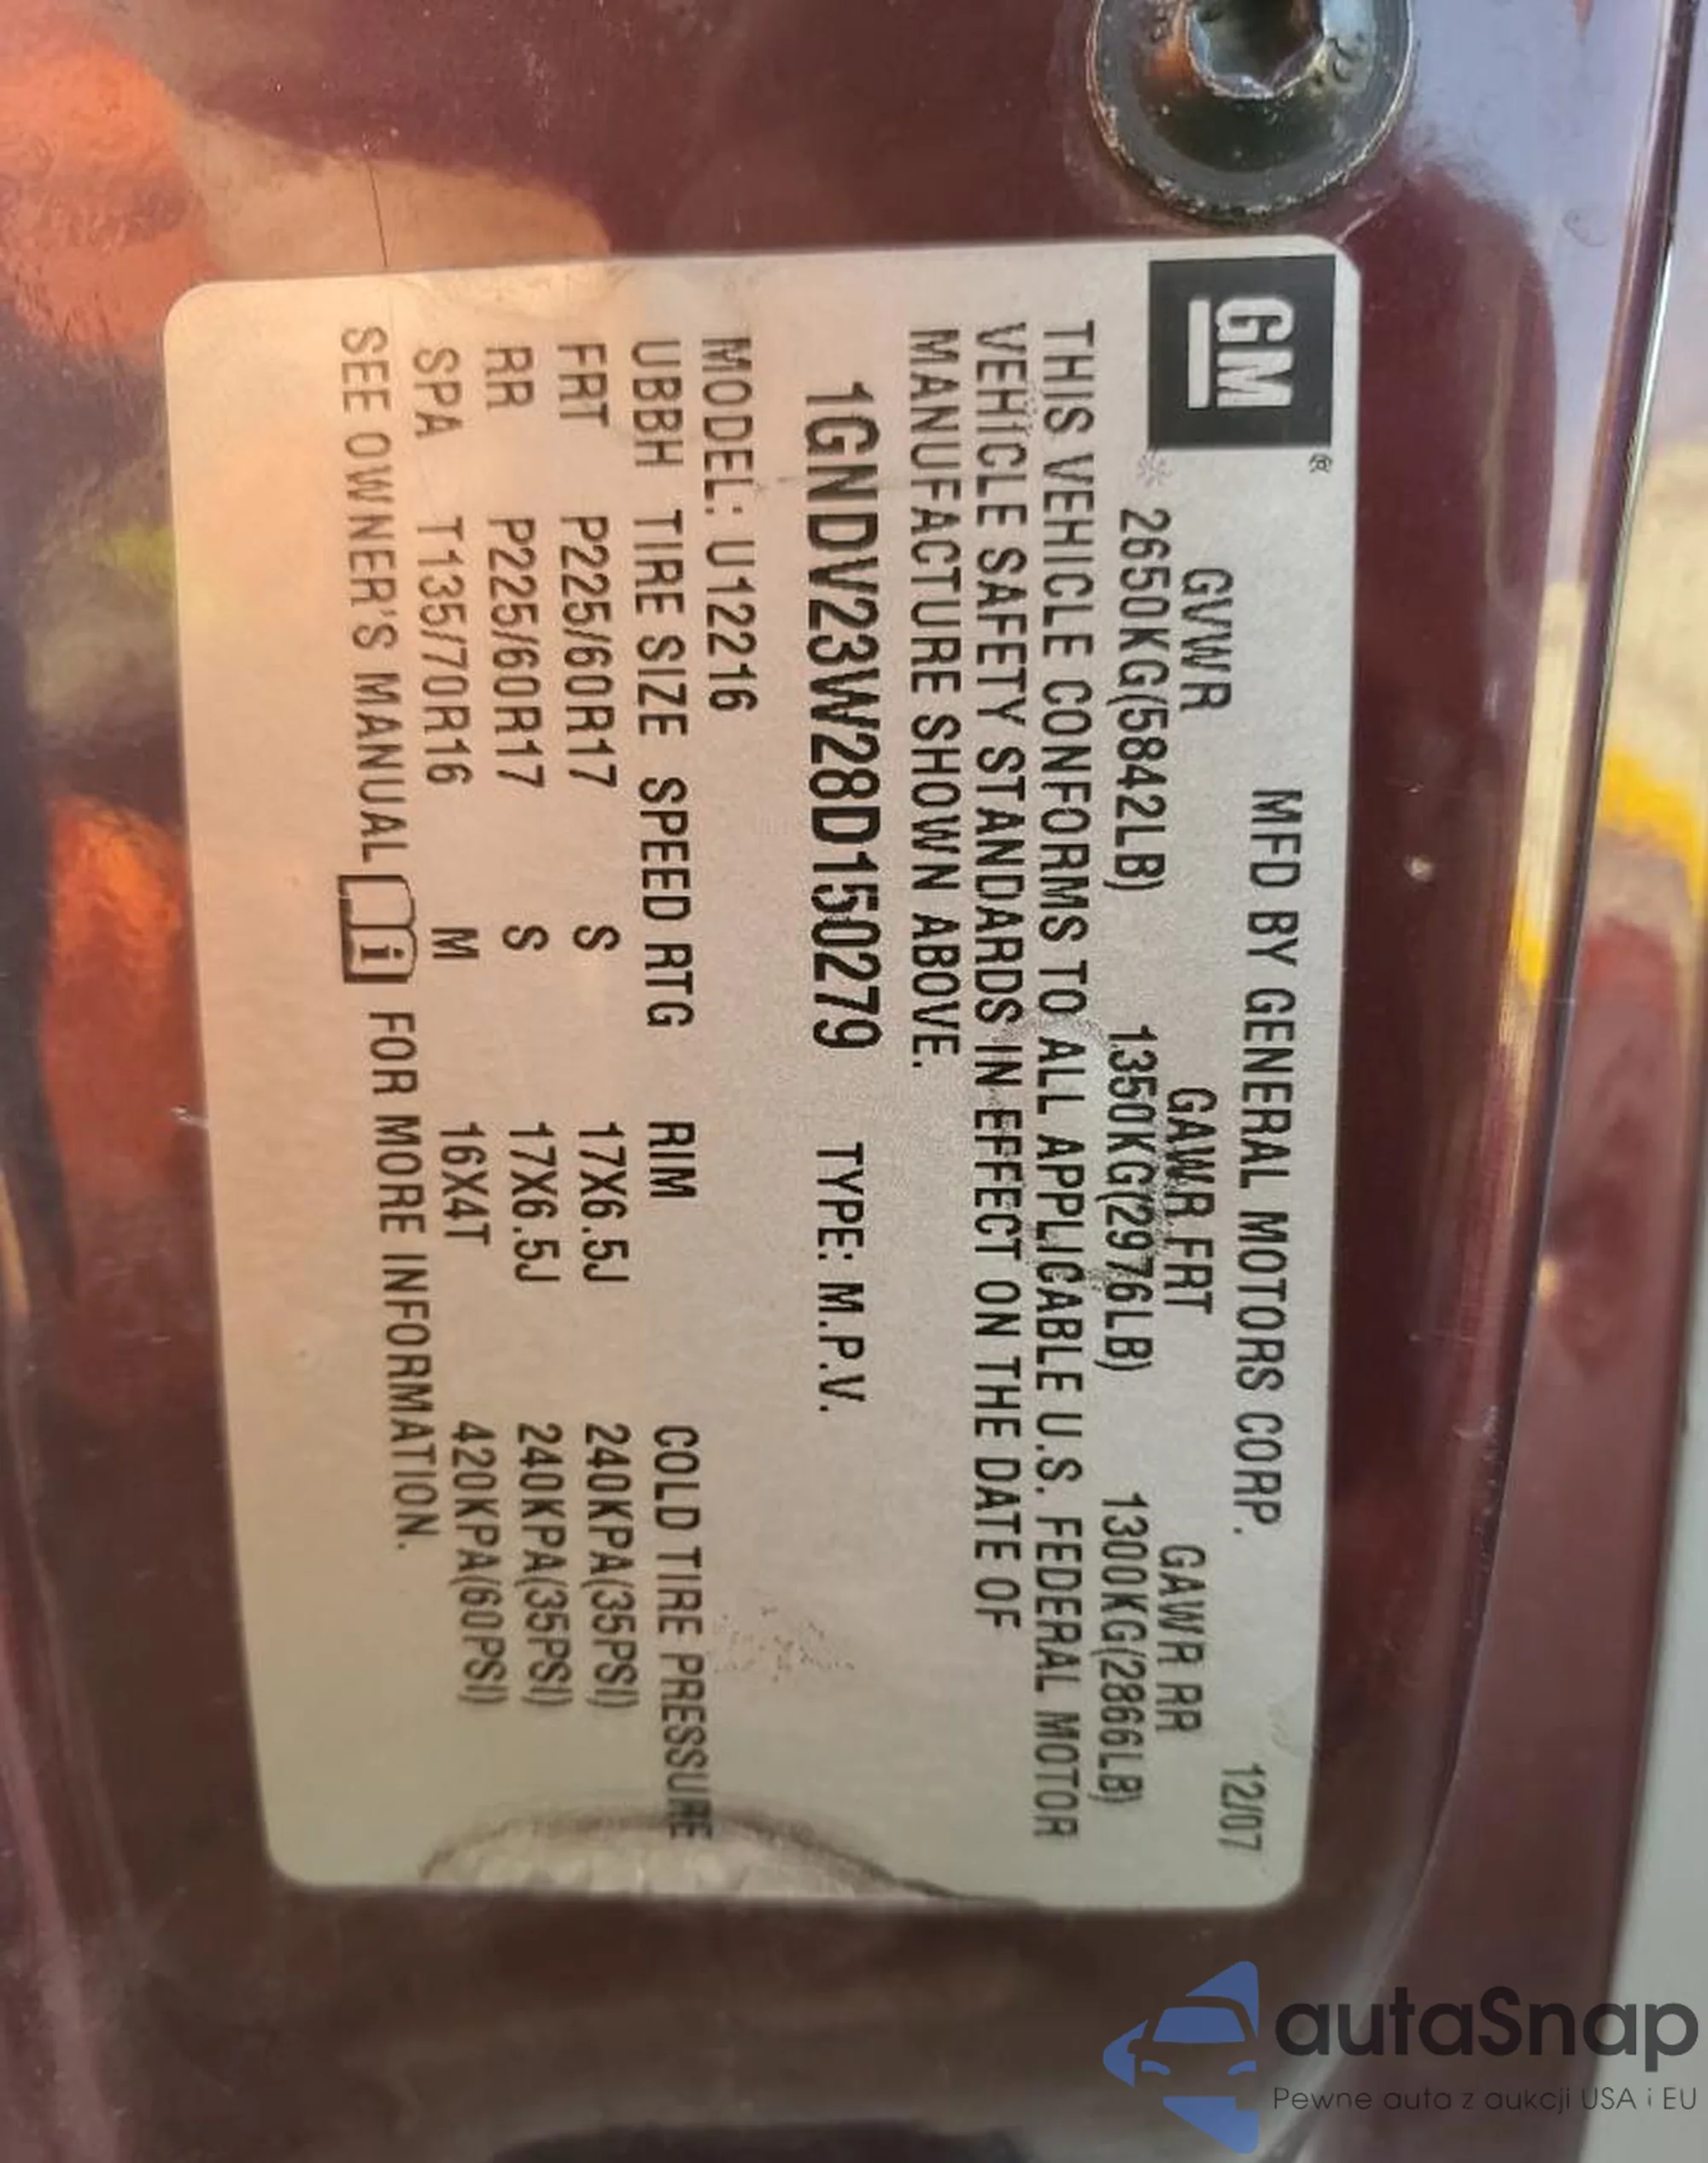 GM®
MFD BY GENERAL MOTORS CORP. 12/07
GVWR GAWR FRT GAWR RR
2650KG(5842LB) 1350KG(2976LB) 1300KG(2866LB)
THIS VEHICLE CONFORMS TO ALL APPLICABLE U.S. FEDERAL MOTOR
VEHICLE SAFETY STANDARDS IN EFFECT ON THE DATE OF
MANUFACTURE SHOWN ABOVE.
1GNDV23W28D150279 TYPE: M.P.V.
MODEL: U12216
UBBH TIRE SIZE SPEED RTG RIM COLD TIRE PRESSURE
FRT P225/60R17 S 17X6.5J 240KPA(35PSI)
RR P225/60R17 S 17X6.5J 240KPA(35PSI)
SPA T135/70R16 M 16X4T 420KPA(60PSI)
SEE OWNER'S MANUAL i FOR MORE INFORMATION.
autaSnap
Pewne auta z aukcji USA i EU